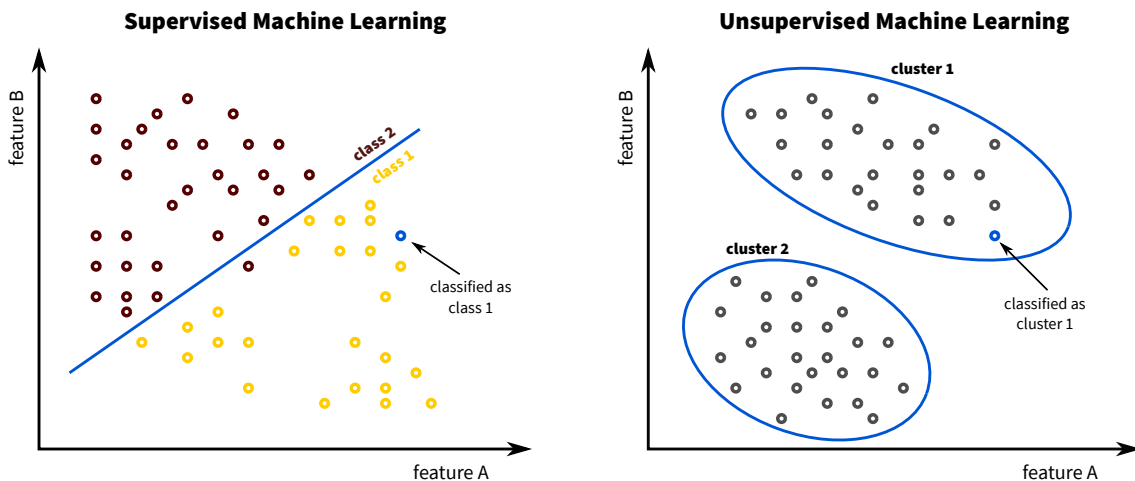 Supervised Machine Learning
feature B
class 2
class 1
classified as
class 1
feature A
Unsupervised Machine Learning
feature B
cluster 1
cluster 2
classified as
cluster 1
feature A